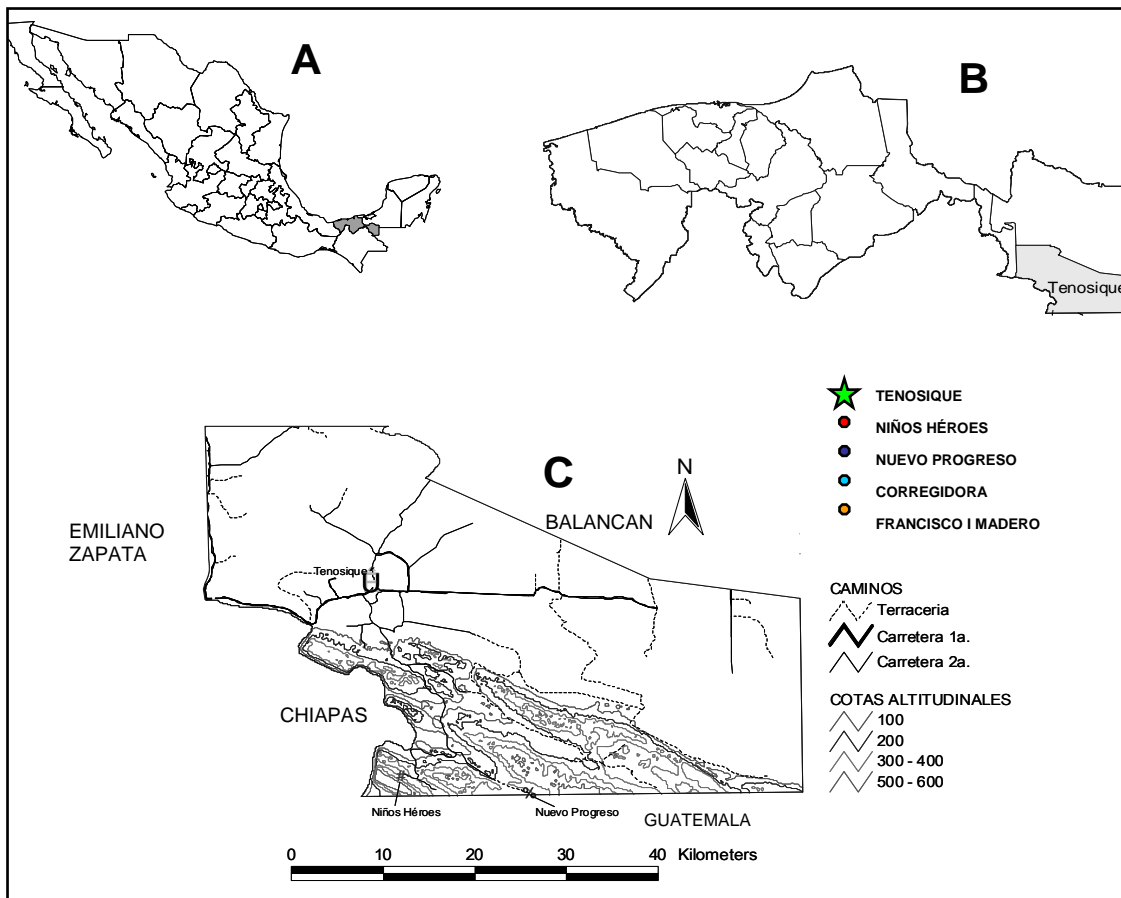 A
B
Tenosique
TENOSIQUE
NIÑOS HÉROES
NUEVO PROGRESO
CORREGIDORA
FRANCISCO I MADERO
C
N
EMILIANO
ZAPATA
BALANCAN
Tenosique
CHIAPAS
CAMINOS
Terraceria
Carretera 1a.
Carretera 2a.
COTAS ALTITUDINALES
100
200
300 - 400
500 - 600
Niños Héroes
Nuevo Progreso
GUATEMALA
0 10 20 30 40 Kilometers